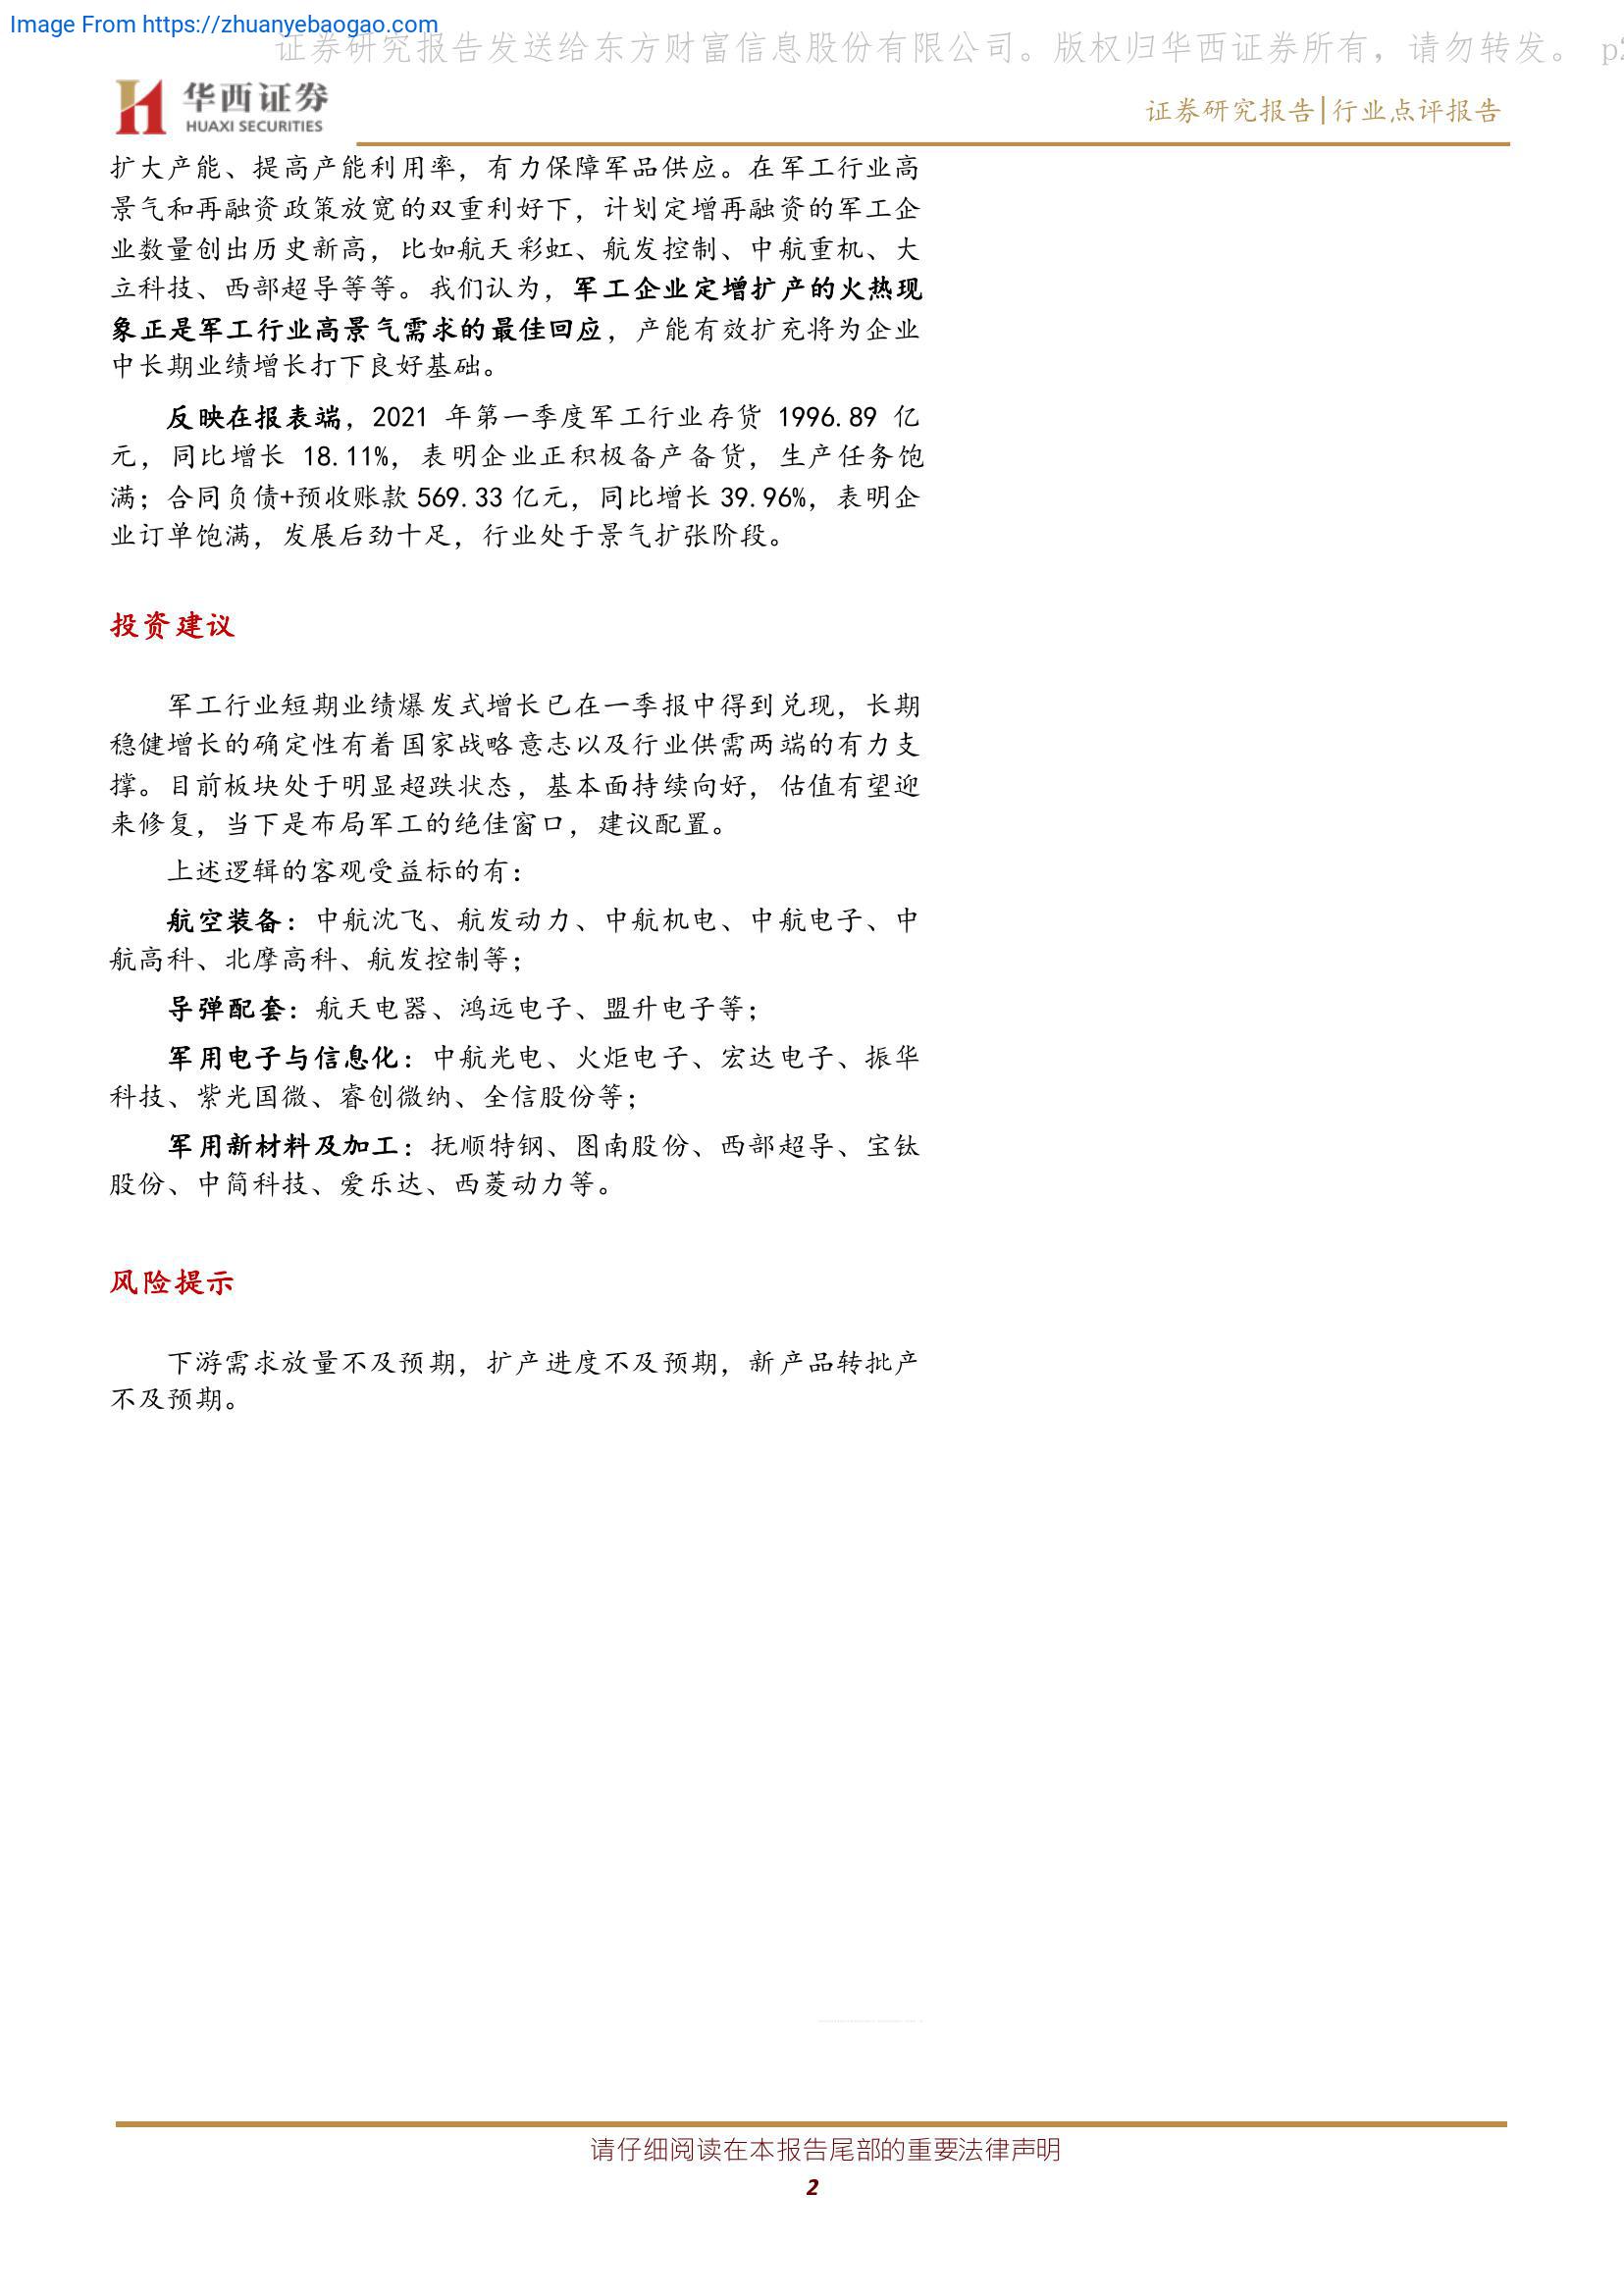 Image From https://zhuanyebaogao.com
证券研究报告发送给东方财富信息股份有限公司。版权归华西证券所有，请勿转发。 p2
华西证券
HUAXI SECURITIES
证券研究报告|行业点评报告
扩大产能、提高产能利用率，有力保障军品供应。在军工行业高
景气和再融资政策放宽的双重利好下，计划定增再融资的军工企
业数量创出历史新高，比如航天彩虹、航发控制、中航重机、大
立科技、西部超导等等。我们认为，军工企业定增扩产的火热现
象正是军工行业高景气需求的最佳回应，产能有效扩充将为企业
中长期业绩增长打下良好基础。
反映在报表端，2021 年第一季度军工行业存货 1996.89 亿
元，同比增长 18.11%，表明企业正积极备产备货，生产任务饱
满；合同负债+预收账款 569.33 亿元，同比增长 39.96%，表明企
业订单饱满，发展后劲十足，行业处于景气扩张阶段。
投资建议
军工行业短期业绩爆发式增长已在一季报中得到兑现，长期
稳健增长的确定性有着国家战略意志以及行业供需两端的有力支
撑。目前板块处于明显超跌状态，基本面持续向好，估值有望迎
来修复，当下是布局军工的绝佳窗口，建议配置。
上述逻辑的客观受益标的有：
航空装备：中航沈飞、航发动力、中航机电、中航电子、中
航高科、北摩高科、航发控制等；
导弹配套：航天电器、鸿远电子、盟升电子等；
军用电子与信息化：中航光电、火炬电子、宏达电子、振华
科技、紫光国微、睿创微纳、全信股份等；
军用新材料及加工：抚顺特钢、图南股份、西部超导、宝钛
股份、中简科技、爱乐达、西菱动力等。
风险提示
下游需求放量不及预期，扩产进度不及预期，新产品转批产
不及预期。
请仔细阅读在本报告尾部的重要法律声明
2